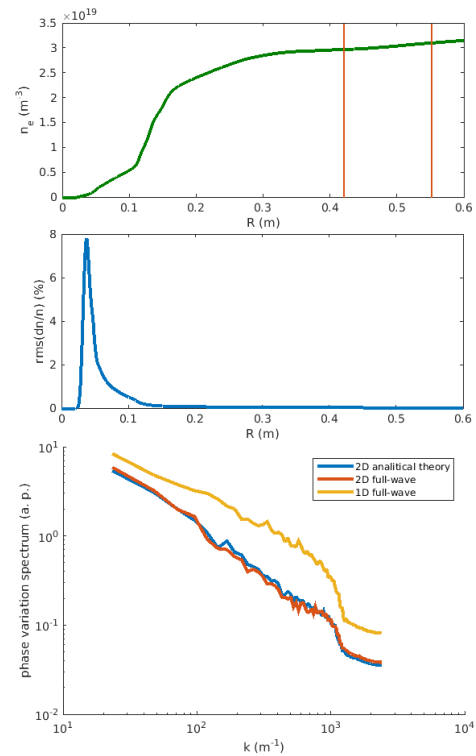 ×10^19
3.5
3
2.5
2
1.5
1
0.5
0
n_e (m^-3)
0 0.1 0.2 0.3 0.4 0.5 0.6
R (m)
8
6
4
2
0
rms(dn/n) (%)
0 0.1 0.2 0.3 0.4 0.5 0.6
R (m)
10^1
10^0
10^-1
10^-2
phase variation spectrum (a. p.)
2D analitical theory
2D full-wave
1D full-wave
10^1 10^2 10^3 10^4
k (m^-1)